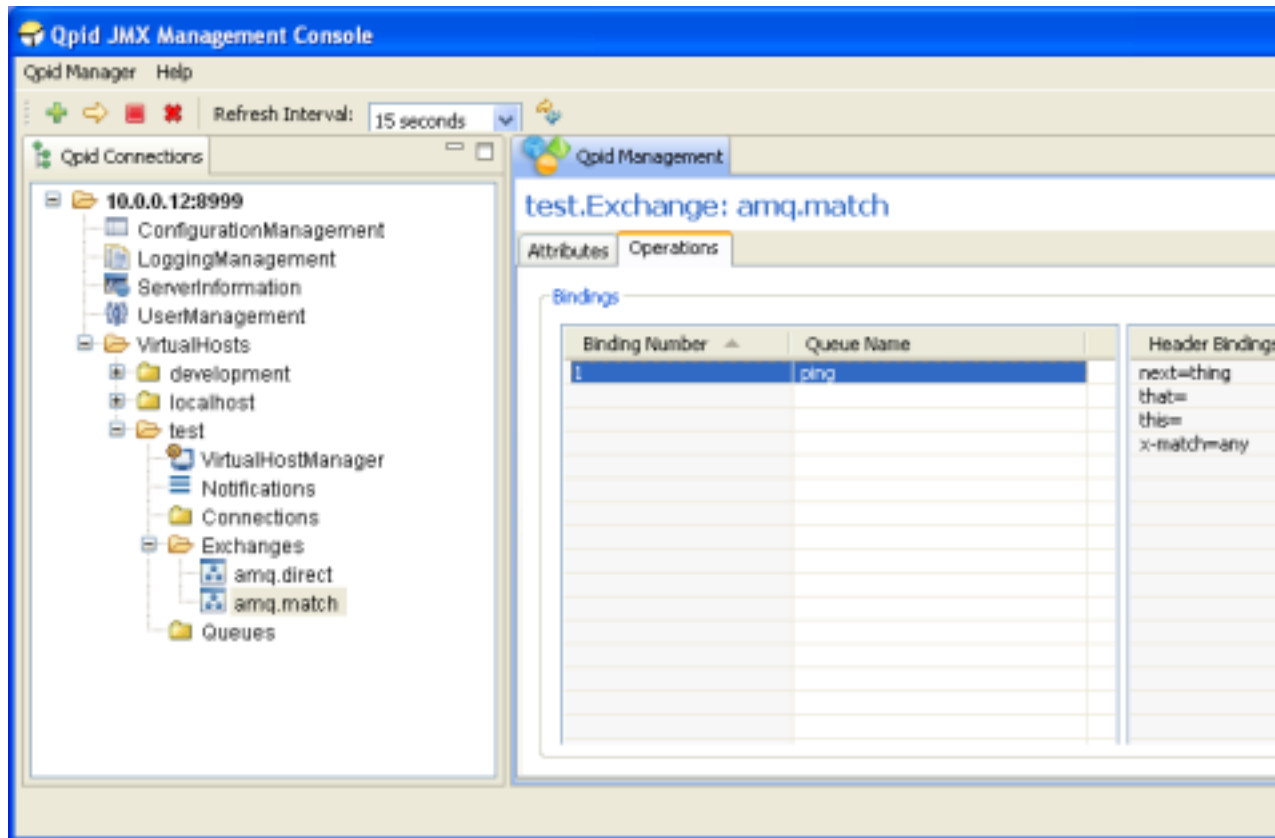 Qpid JMX Management Console
Qpid Manager Help
Refresh Interval: 15 seconds
Qpid Connections
10.0.0.12:8999
ConfigurationManagement
LoggingManagement
ServerInformation
UserManagement
VirtualHosts
development
localhost
test
VirtualHostManager
Notifications
Connections
Exchanges
amq.direct
amq.match
Queues
Qpid Management
test.Exchange: amq.match
Attributes Operations
Bindings
Binding Number Queue Name Header Bindings
1 ping
next=thing
that=
this=
x-match=any